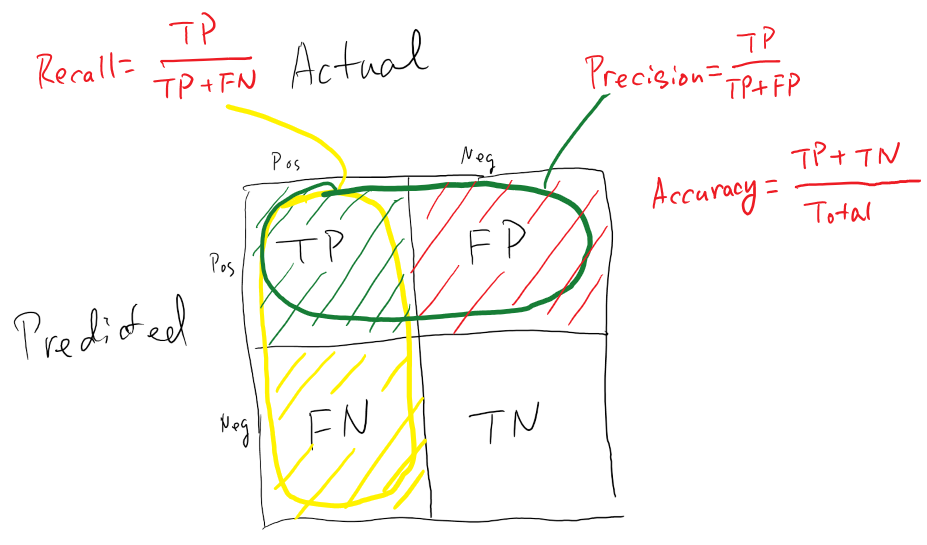 Recall = TP / TP + FN
Actual
Precision = TP / TP + FP
Accuracy = TP + TN / Total
Pos Neg
Pos TP FP
Predicted
Neg FN TN